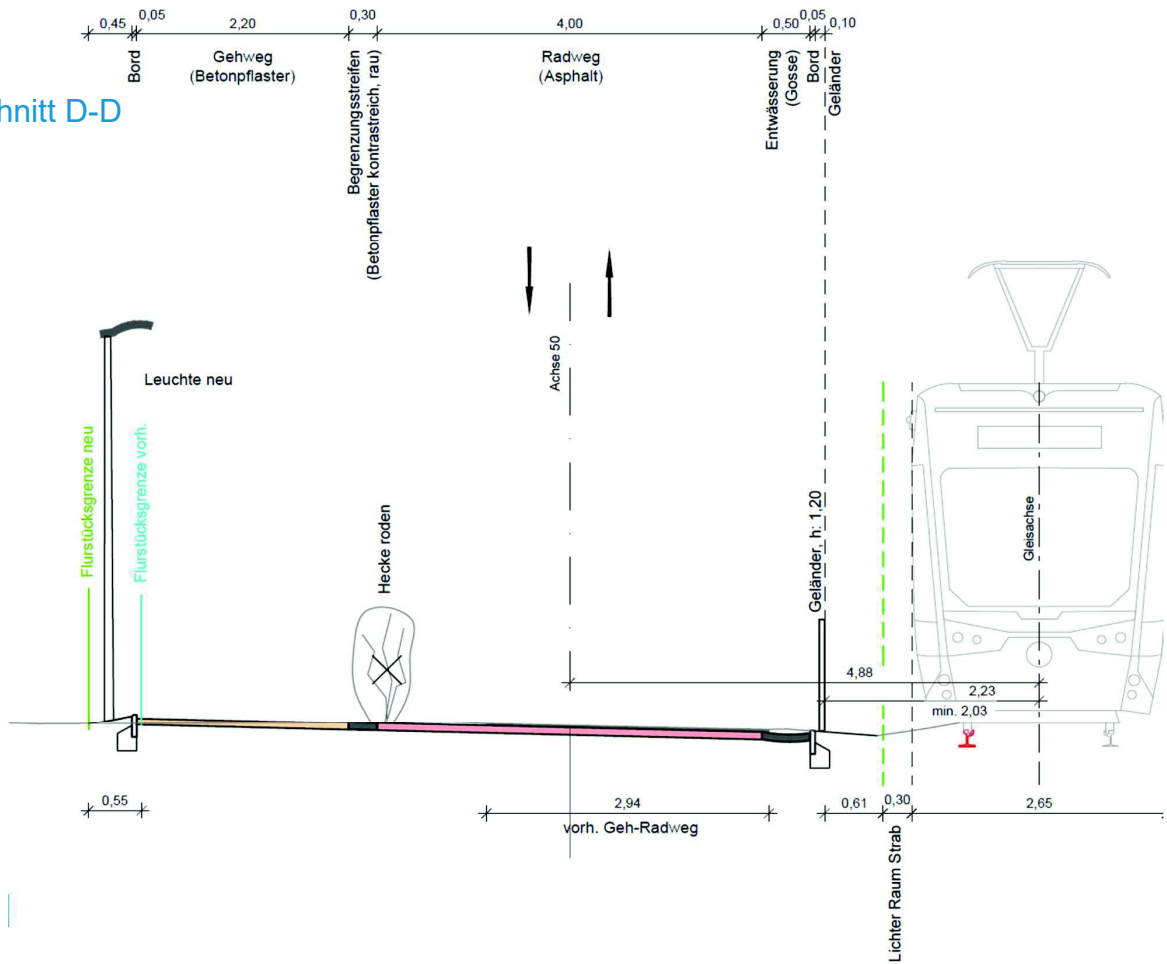 0,45
0,05
2,20
0,30
4,00
0,50
0,05
0,10
Bord
Gehweg
(Betonpflaster)
Begrenzungsstreifen
(Betonpflaster kontrastreich, rau)
Radweg
(Asphalt)
Entwässerung
(Gosse)
Bord
Geländer
hnitt D-D
Leuchte neu
Flurstücksgrenze neu
Flurstücksgrenze vorh.
Hecke roden
Achse 50
Geländer, h: 1,20
Gleisachse
4,88
2,23
min. 2,03
0,55
2,94
vorh. Geh-Radweg
0,61
0,30
2,65
Lichter Raum Strab